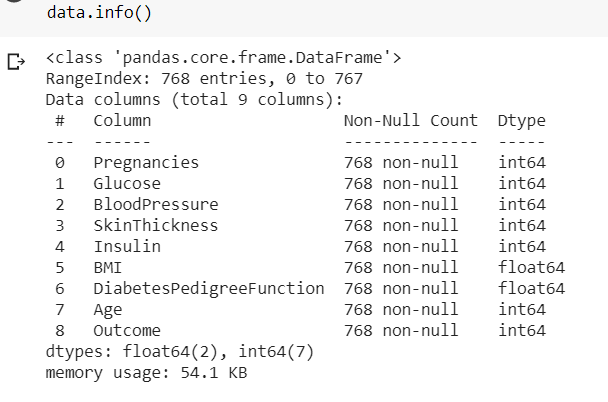 data.info()
<class 'pandas.core.frame.DataFrame'>
RangeIndex: 768 entries, 0 to 767
Data columns (total 9 columns):
 #   Column                    Non-Null Count  Dtype
---  ------                    --------------  -----
 0   Pregnancies               768 non-null    int64
 1   Glucose                   768 non-null    int64
 2   BloodPressure             768 non-null    int64
 3   SkinThickness             768 non-null    int64
 4   Insulin                   768 non-null    int64
 5   BMI                       768 non-null    float64
 6   DiabetesPedigreeFunction  768 non-null    float64
 7   Age                       768 non-null    int64
 8   Outcome                   768 non-null    int64
dtypes: float64(2), int64(7)
memory usage: 54.1 KB